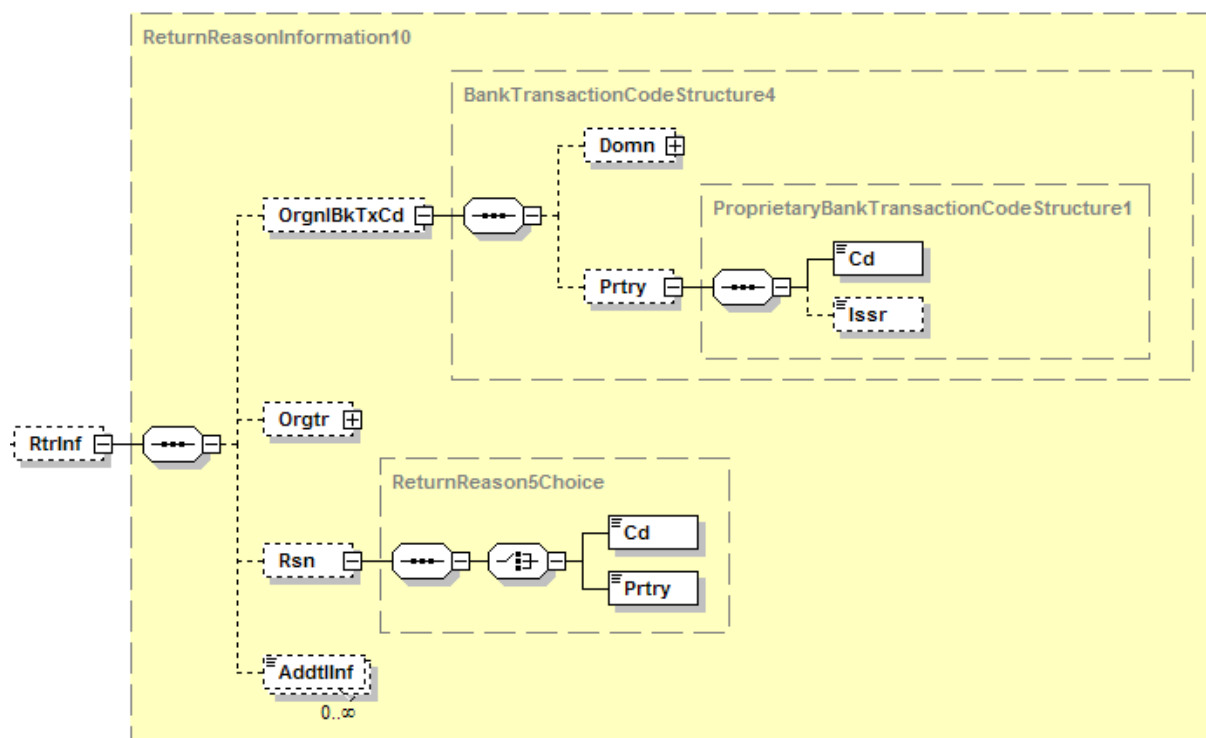 ReturnReasonInformation10
BankTransactionCodeStructure4
Domn
ProprietaryBankTransactionCodeStructure1
OrgnlBkTxCd
Cd
Prtry
Issr
Orgtr
RtrInf
ReturnReason5Choice
Cd
Rsn
Prtry
AddtlInf
0..∞